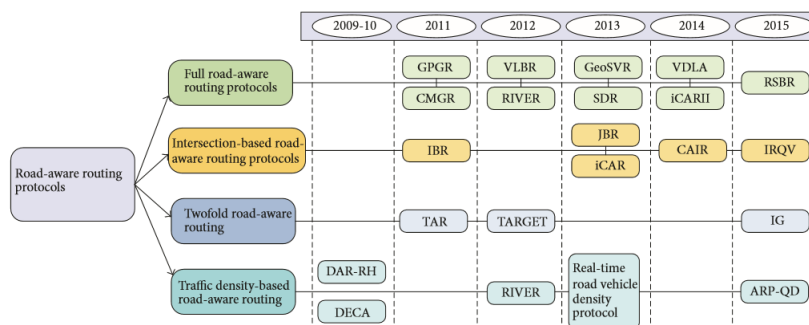 2009-10 2011 2012 2013 2014 2015
Full road-aware
routing protocols
GPGR VLBR GeoSVR VDLA
RSBR
CMGR RIVER SDR iCARII
Intersection-based road-
aware routing protocols
JBR
IBR CAIR IRQV
iCAR
Road-aware routing
protocols
Twofold road-aware
routing
TAR TARGET IG
Traffic density-based
road-aware routing
DAR-RH
DECA
RIVER
Real-time
road vehicle
density
protocol
ARP-QD